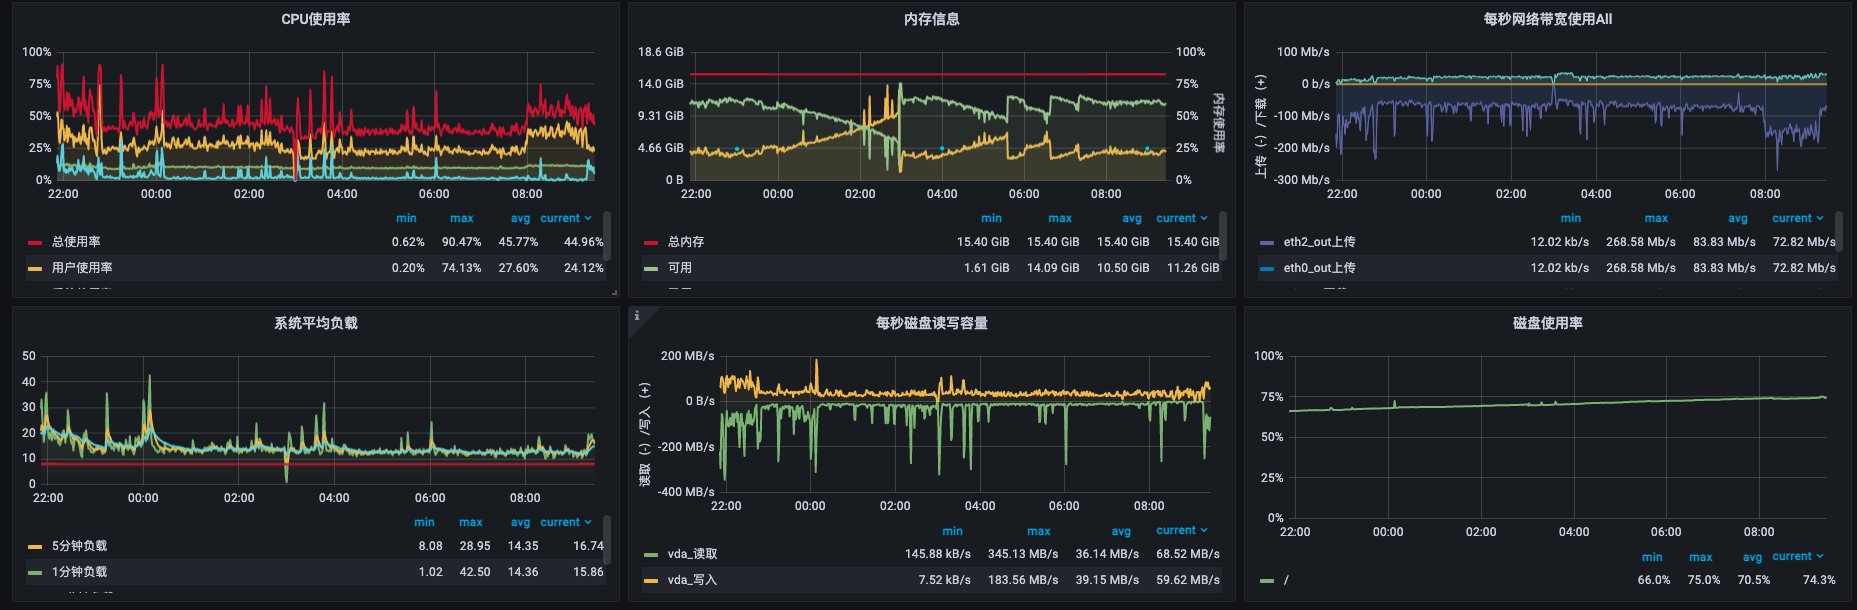 CPU使用率
100%
75%
50%
25%
0%
22:00 00:00 02:00 04:00 06:00 08:00
min max avg current
总使用率 0.62% 90.47% 45.77% 44.96%
用户使用率 0.20% 74.13% 27.60% 24.12%
内存信息
18.6 GiB
14.0 GiB
9.31 GiB
4.66 GiB
0 B
100%
75%
50%
25%
0%
内存使用率
22:00 00:00 02:00 04:00 06:00 08:00
min max avg current
总内存 15.40 GiB 15.40 GiB 15.40 GiB 15.40 GiB
可用 1.61 GiB 14.09 GiB 10.50 GiB 11.26 GiB
每秒网络带宽使用All
上传（-）/下载（+）
100 Mb/s
0 b/s
-100 Mb/s
-200 Mb/s
-300 Mb/s
22:00 00:00 02:00 04:00 06:00 08:00
min max avg current
eth2_out上传 12.02 kb/s 268.58 Mb/s 83.83 Mb/s 72.82 Mb/s
eth0_out上传 12.02 kb/s 268.58 Mb/s 83.83 Mb/s 72.82 Mb/s
系统平均负载
50
40
30
20
10
0
22:00 00:00 02:00 04:00 06:00 08:00
min max avg current
5分钟负载 8.08 28.95 14.35 16.74
1分钟负载 1.02 42.50 14.36 15.86
i
每秒磁盘读写容量
读取（-）/写入（+）
200 MB/s
0 B/s
-200 MB/s
-400 MB/s
22:00 00:00 02:00 04:00 06:00 08:00
min max avg current
vda_读取 145.88 kB/s 345.13 MB/s 36.14 MB/s 68.52 MB/s
vda_写入 7.52 kB/s 183.56 MB/s 39.15 MB/s 59.62 MB/s
磁盘使用率
100%
75%
50%
25%
0%
22:00 00:00 02:00 04:00 06:00 08:00
min max avg current
/ 66.0% 75.0% 70.5% 74.3%